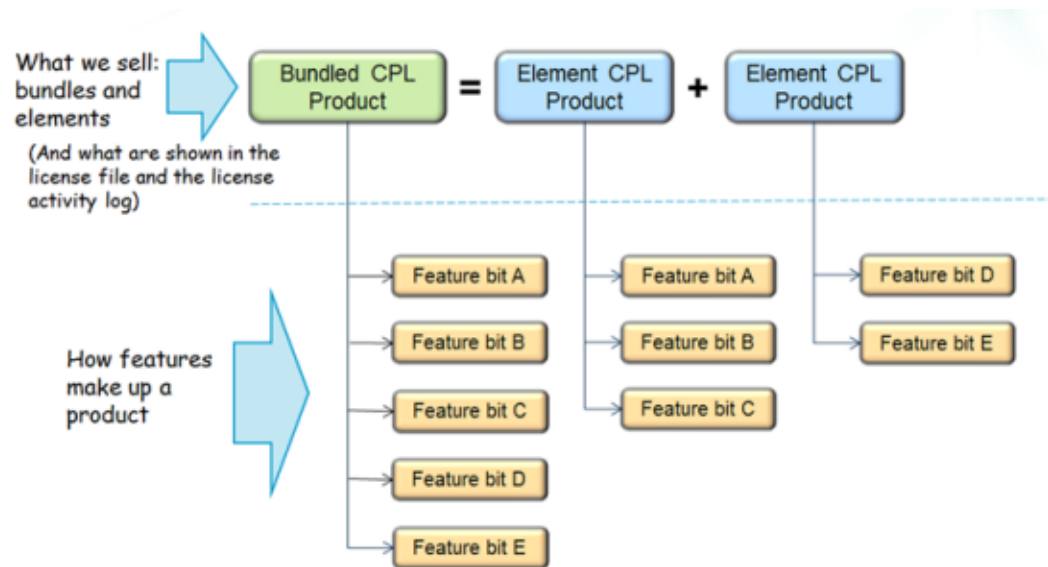 What we sell:
bundles and
elements
(And what are shown in the
license file and the license
activity log)
Bundled CPL
Product
=
Element CPL
Product
+
Element CPL
Product
How features
make up a
product
Feature bit A
Feature bit B
Feature bit C
Feature bit D
Feature bit E
Feature bit A
Feature bit B
Feature bit C
Feature bit D
Feature bit E